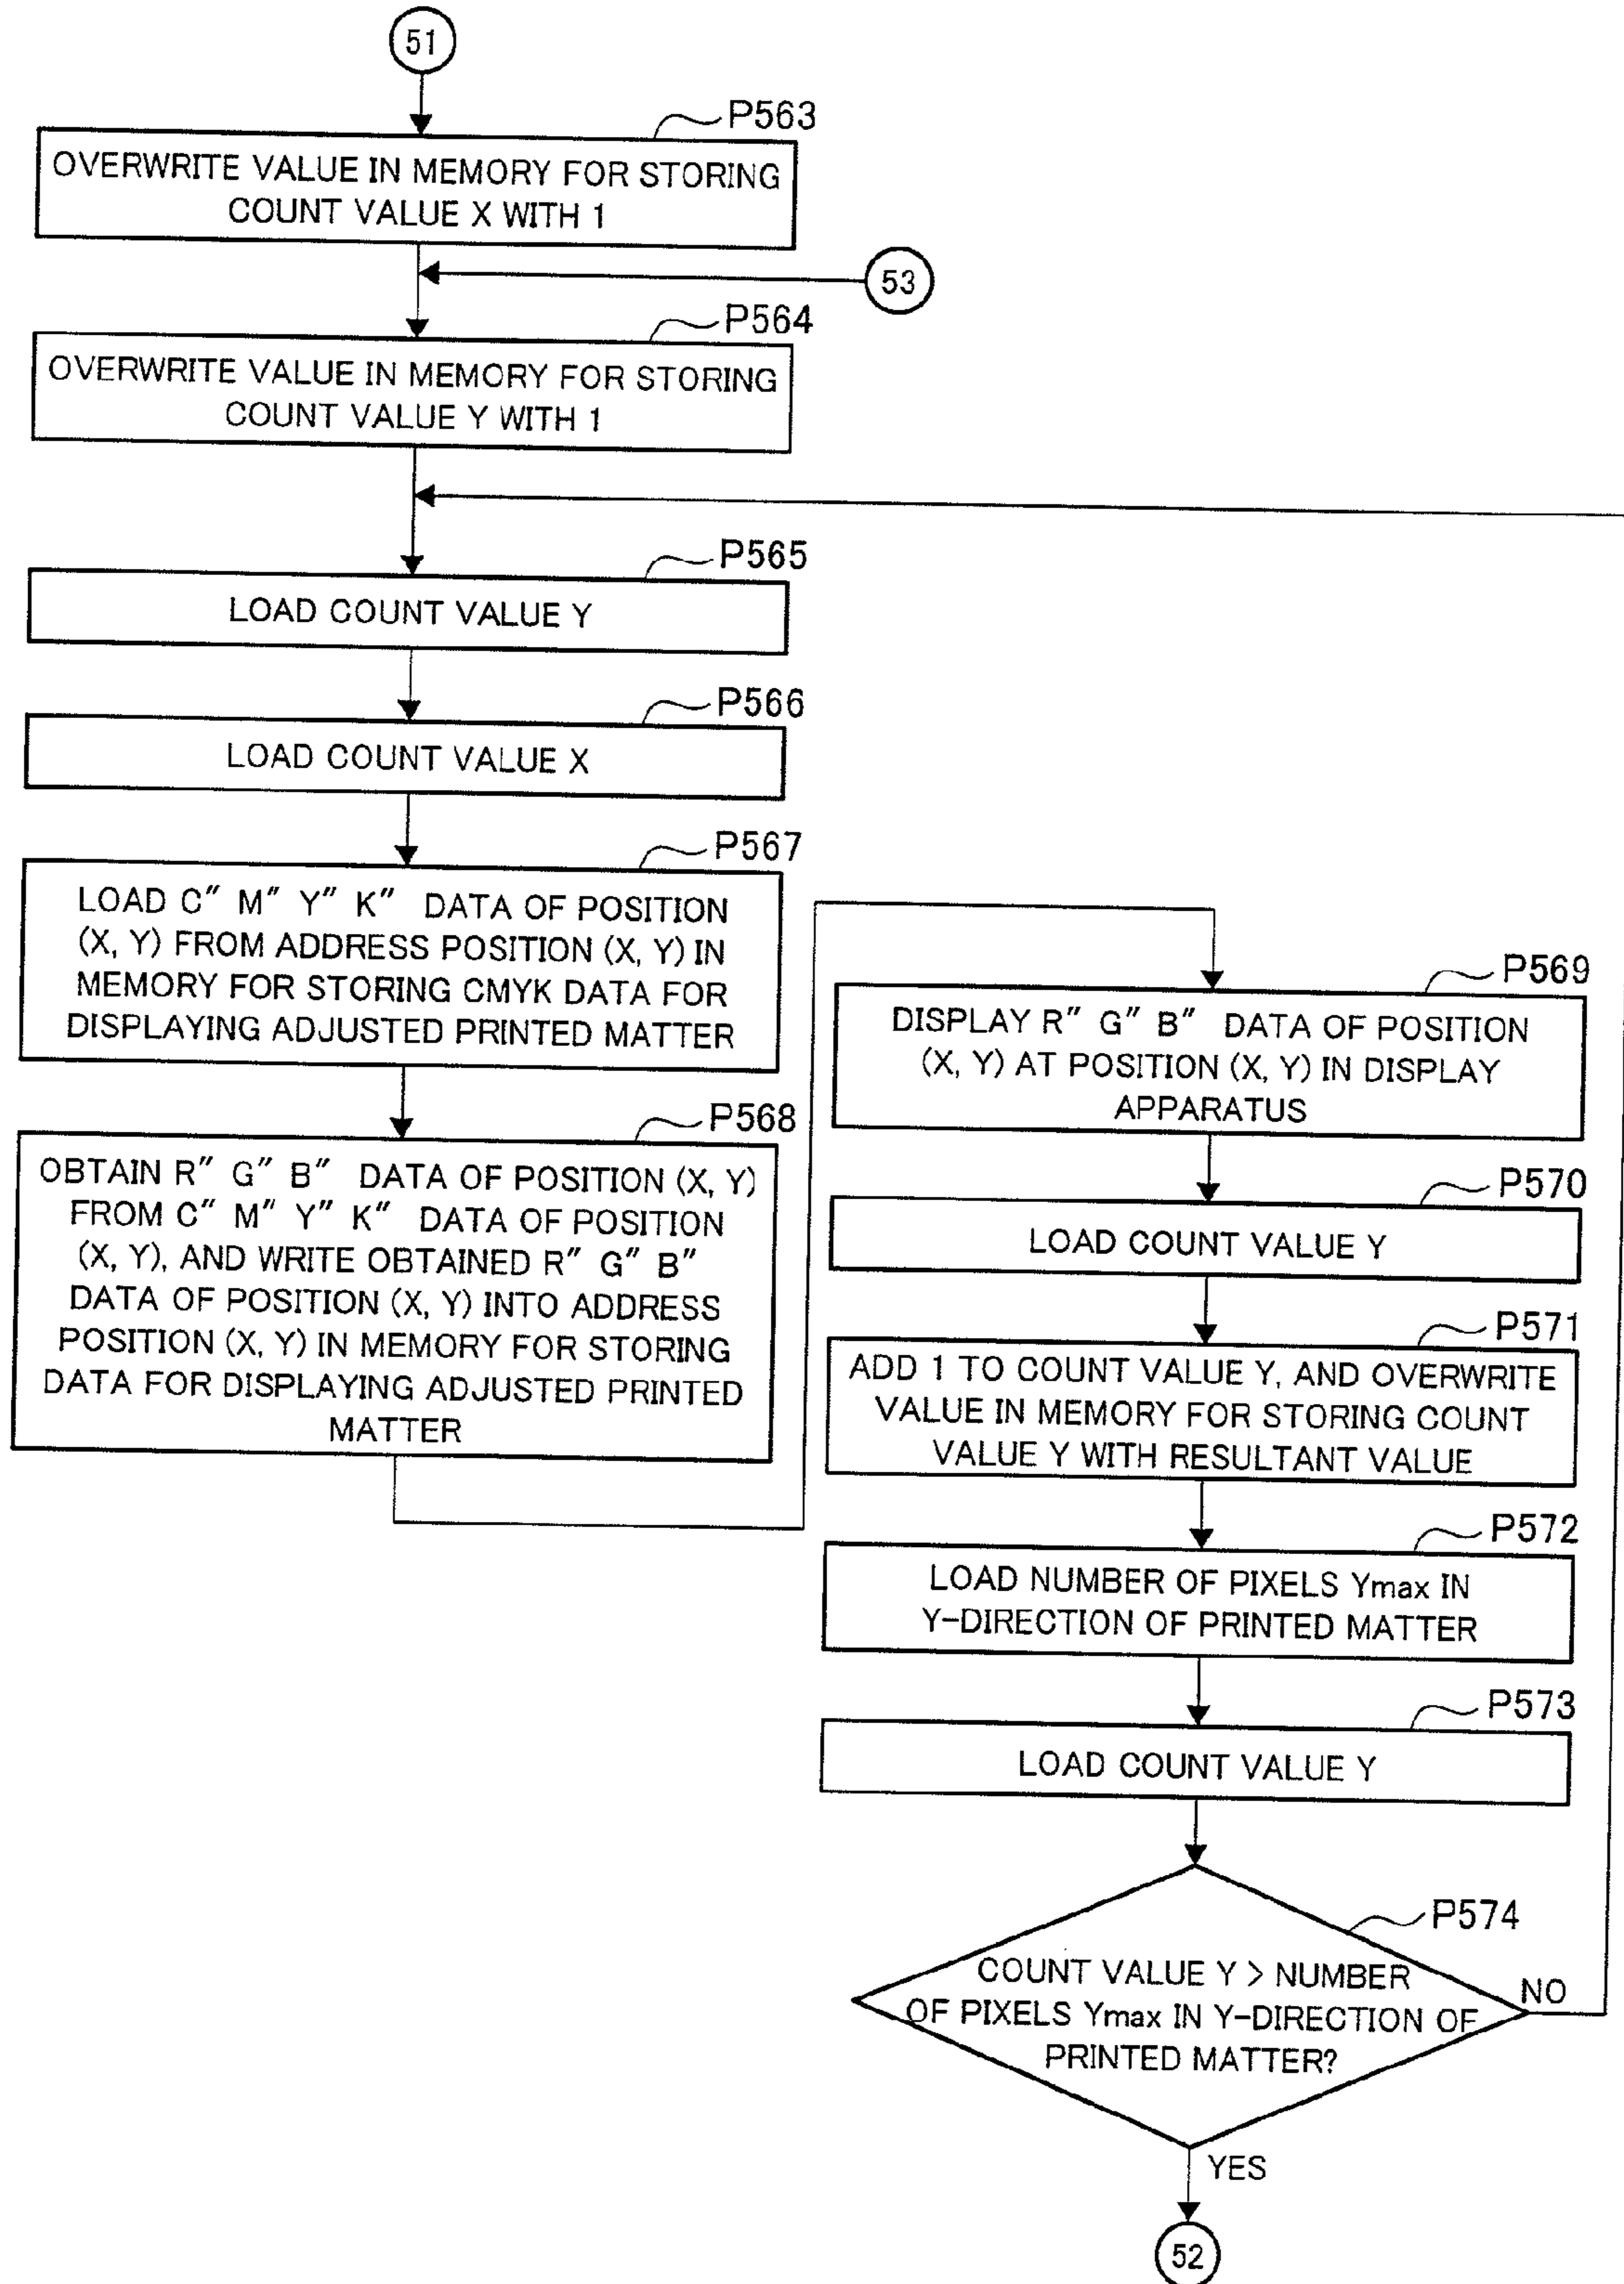 51
P563
OVERWRITE VALUE IN MEMORY FOR STORING
COUNT VALUE X WITH 1
53
P564
OVERWRITE VALUE IN MEMORY FOR STORING
COUNT VALUE Y WITH 1
P565
LOAD COUNT VALUE Y
P566
LOAD COUNT VALUE X
P567
LOAD C″ M″ Y″ K″ DATA OF POSITION
(X, Y) FROM ADDRESS POSITION (X, Y) IN
MEMORY FOR STORING CMYK DATA FOR
DISPLAYING ADJUSTED PRINTED MATTER
P568
OBTAIN R″ G″ B″ DATA OF POSITION (X, Y)
FROM C″ M″ Y″ K″ DATA OF POSITION
(X, Y), AND WRITE OBTAINED R″ G″ B″
DATA OF POSITION (X, Y) INTO ADDRESS
POSITION (X, Y) IN MEMORY FOR STORING
DATA FOR DISPLAYING ADJUSTED PRINTED
MATTER
P569
DISPLAY R″ G″ B″ DATA OF POSITION
(X, Y) AT POSITION (X, Y) IN DISPLAY
APPARATUS
P570
LOAD COUNT VALUE Y
P571
ADD 1 TO COUNT VALUE Y, AND OVERWRITE
VALUE IN MEMORY FOR STORING COUNT
VALUE Y WITH RESULTANT VALUE
P572
LOAD NUMBER OF PIXELS Ymax IN
Y-DIRECTION OF PRINTED MATTER
P573
LOAD COUNT VALUE Y
P574
COUNT VALUE Y > NUMBER
OF PIXELS Ymax IN Y-DIRECTION OF
PRINTED MATTER?
NO
YES
52